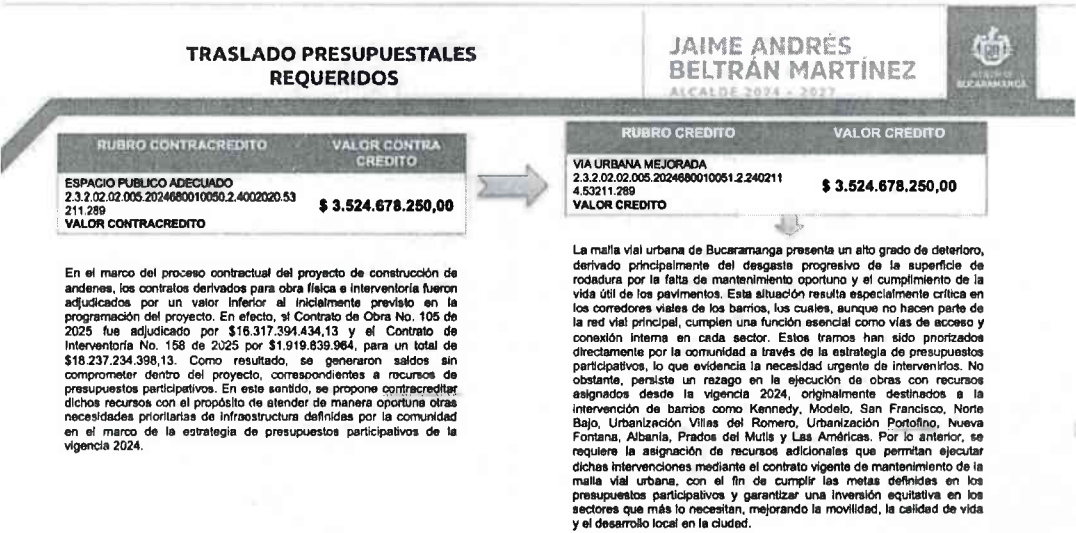 TRASLADO PRESUPUESTALES
REQUERIDOS
JAIME ANDRÉS
BELTRÁN MARTÍNEZ
ALCALDE 2024 - 2027
ALCALDÍA DE
BUCARAMANGA
RUBRO CONTRACREDITO
VALOR CONTRA
CREDITO
ESPACIO PUBLICO ADECUADO
2.3.2.02.02.005.2024680010050.2.4002020.53
211.289
VALOR CONTRACREDITO
$ 3.524.678.250,00
RUBRO CREDITO
VALOR CREDITO
VIA URBANA MEJORADA
2.3.2.02.02.005.2024680010051.2.240211
4.53211.289
VALOR CREDITO
$ 3.524.678.250,00
En el marco del proceso contractual del proyecto de construcción de
andenes, los contratos derivados para obra física e interventoría fueron
adjudicados por un valor inferior al inicialmente previsto en la
programación del proyecto. En efecto, el Contrato de Obra No. 105 de
2025 fue adjudicado por $16.317.394.434,13 y el Contrato de
Interventoría No. 158 de 2025 por $1.919.839.964, para un total de
$18.237.234.398,13. Como resultado, se generaron saldos sin
comprometer dentro del proyecto, correspondientes a recursos de
presupuestos participativos. En este sentido, se propone contracreditar
dichos recursos con el propósito de atender de manera oportuna otras
necesidades prioritarias de infraestructura definidas por la comunidad
en el marco de la estrategia de presupuestos participativos de la
vigencia 2024.
La malla vial urbana de Bucaramanga presenta un alto grado de deterioro,
derivado principalmente del desgaste progresivo de la superficie de
rodadura por la falta de mantenimiento oportuno y el cumplimiento de la
vida útil de los pavimentos. Esta situación resulta especialmente crítica en
los corredores viales de los barrios, los cuales, aunque no hacen parte de
la red vial principal, cumplen una función esencial como vías de acceso y
conexión interna en cada sector. Estos tramos han sido priorizados
directamente por la comunidad a través de la estrategia de presupuestos
participativos, lo que evidencia la necesidad urgente de intervenirlos. No
obstante, persiste un rezago en la ejecución de obras con recursos
asignados desde la vigencia 2024, originalmente destinados a la
intervención de barrios como Kennedy, Modelo, San Francisco, Norte
Bajo, Urbanización Villas del Romero, Urbanización Portofino, Nueva
Fontana, Albania, Prados del Mutis y Las Américas. Por lo anterior, se
requiere la asignación de recursos adicionales que permitan ejecutar
dichas intervenciones mediante el contrato vigente de mantenimiento de la
malla vial urbana, con el fin de cumplir las metas definidas en los
presupuestos participativos y garantizar una inversión equitativa en los
sectores que más lo necesitan, mejorando la movilidad, la calidad de vida
y el desarrollo local en la ciudad.